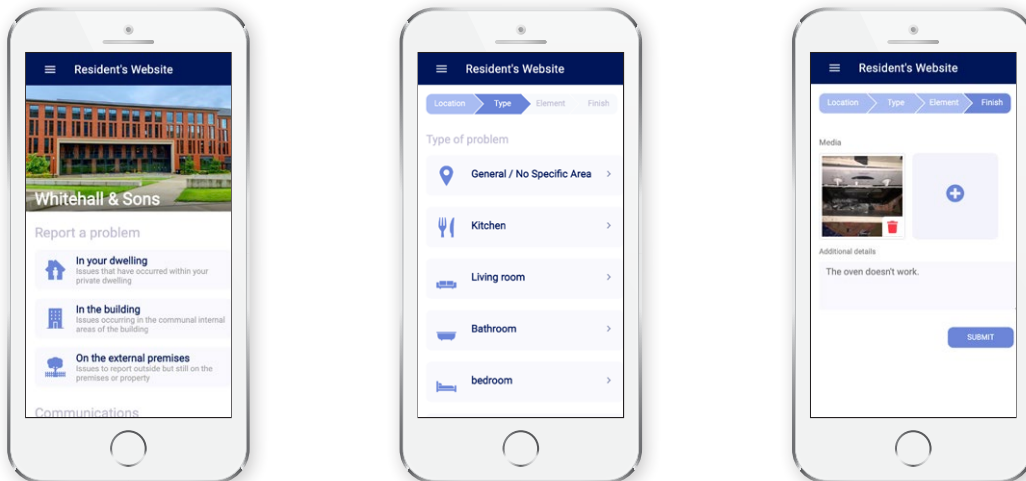 Resident's Website
Whitehall & Sons
Report a problem
In your dwelling
Issues that have occurred within your
private dwelling
In the building
Issues occurring in the communal internal
areas of the building
On the external premises
Issues to report outside but still on the
premises or property
Communications
Resident's Website
Location Type Element Finish
Type of problem
General / No Specific Area
Kitchen
Living room
Bathroom
bedroom
Resident's Website
Location Type Element Finish
Media
Additional details
The oven doesn't work.
SUBMIT